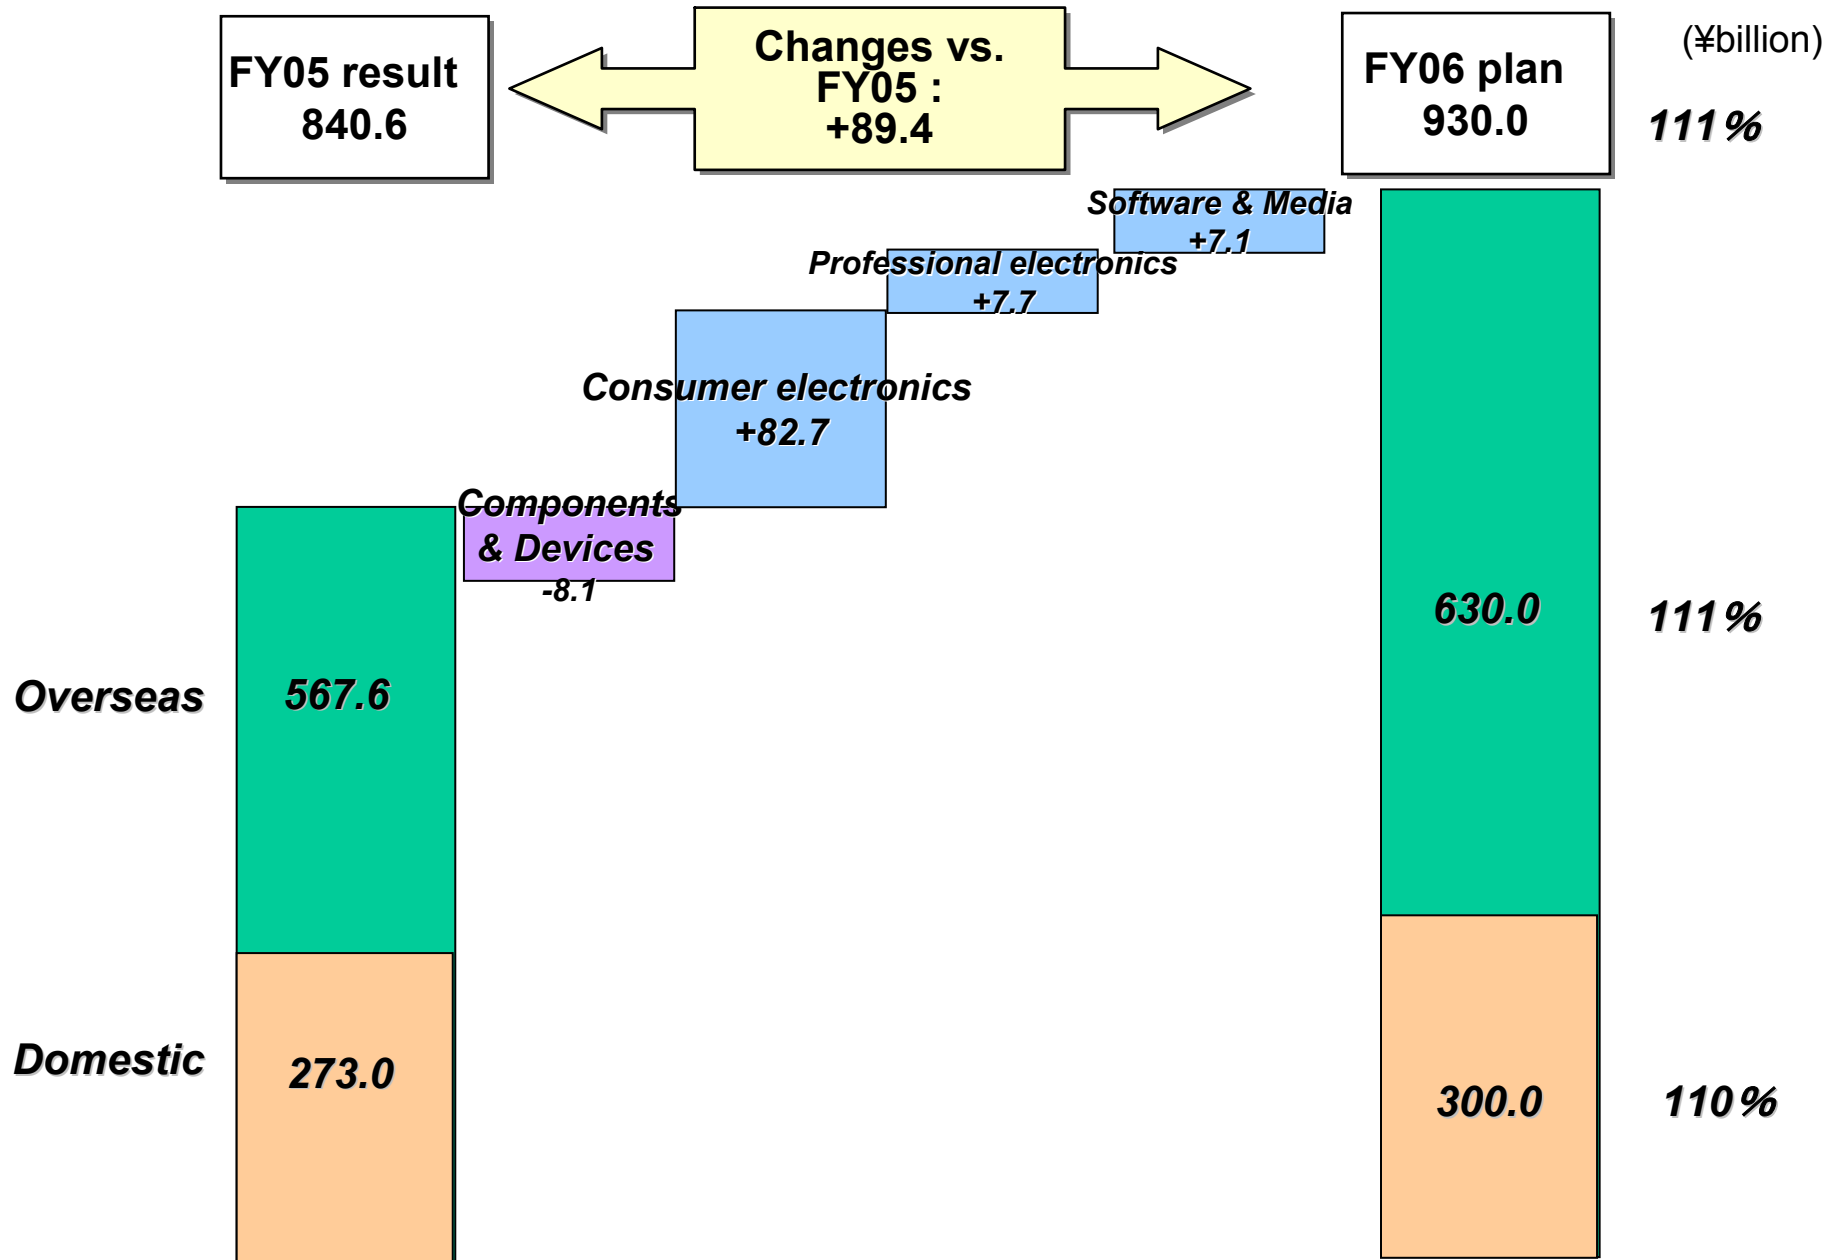 FY05 result
840.6
Changes vs.
FY05 :
+89.4
FY06 plan
930.0
(¥billion)
111%
Software & Media
+7.1
Professional electronics
+7.7
Consumer electronics
+82.7
Components
& Devices
-8.1
Overseas
567.6
630.0
111%
Domestic
273.0
300.0
110%